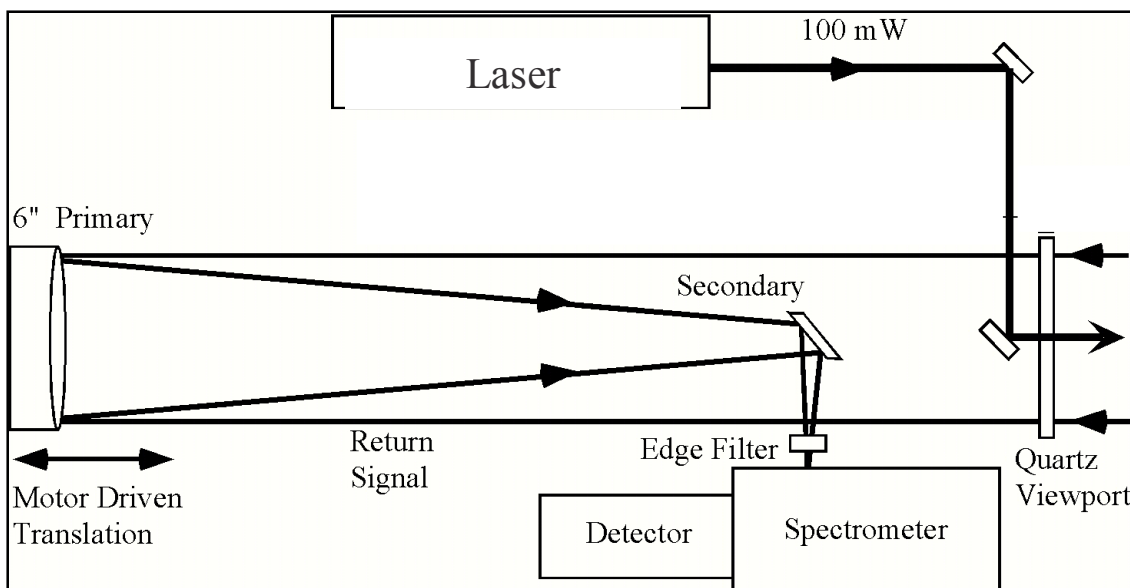 100 mW
Laser
6" Primary
Secondary
Return
Signal
Edge Filter
Quartz
Viewport
Motor Driven
Translation
Detector
Spectrometer